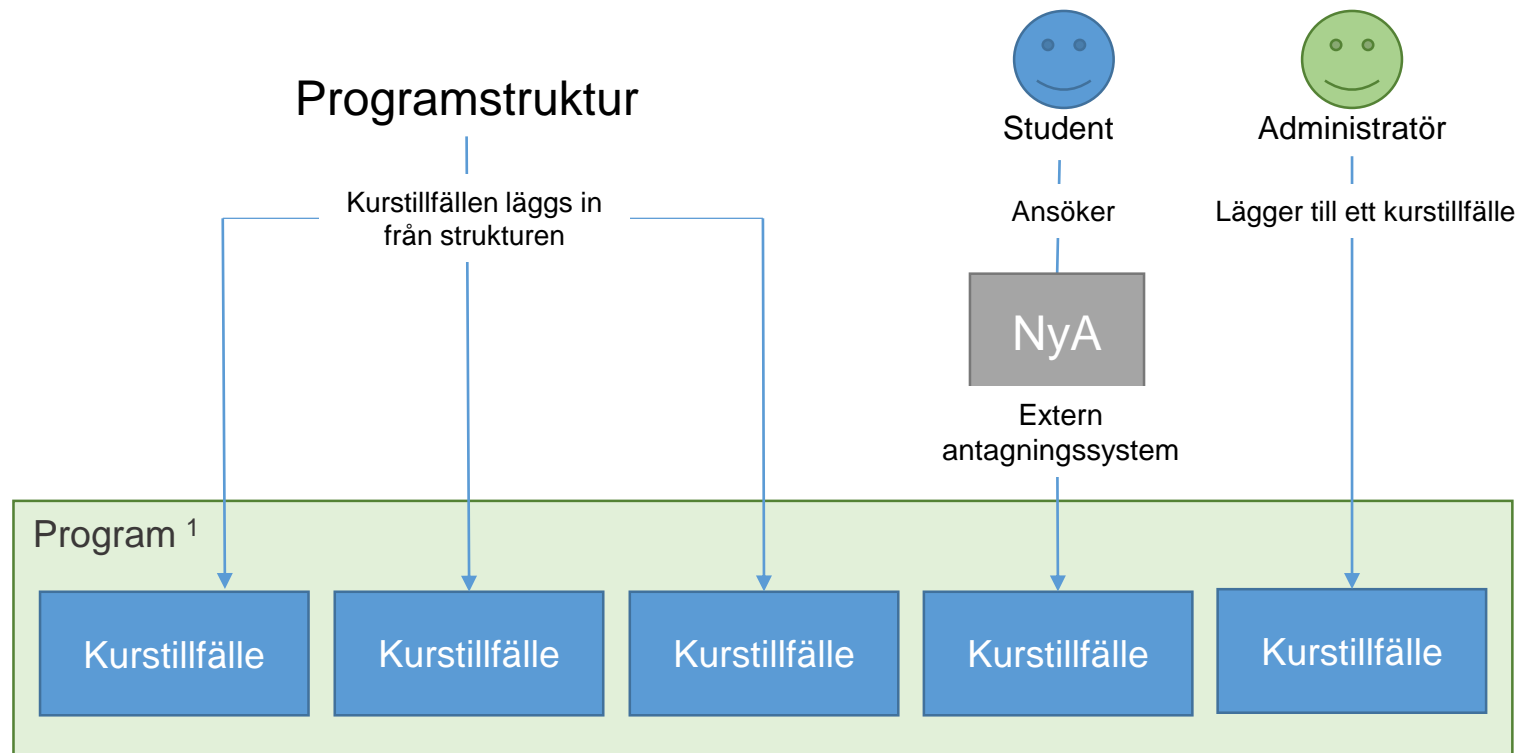 Programstruktur
Kurstillfällen läggs in
från strukturen
Student
Ansöker
NyA
Extern
antagningssystem
Administratör
Lägger till ett kurstillfälle
Program ¹
Kurstillfälle
Kurstillfälle
Kurstillfälle
Kurstillfälle
Kurstillfälle